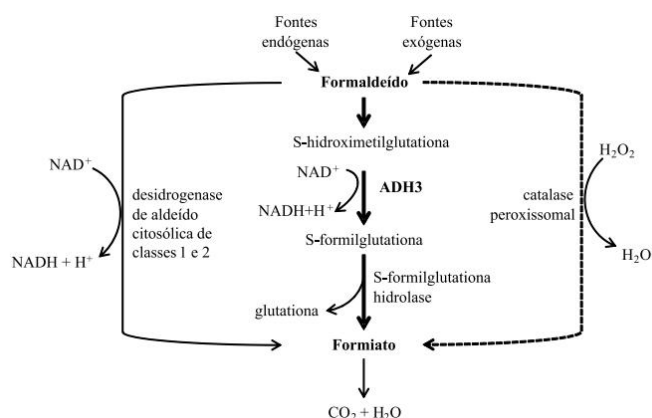 Fontes
endógenas
Fontes
exógenas
Formaldeído
S-hidroximetilglutationa
NAD⁺
ADH3
NADH+H⁺
S-formilglutationa
S-formilglutationa
hidrolase
glutationa
Formiato
CO₂ + H₂O
NAD⁺
desidrogenase
de aldeído
citosólica de
classes 1 e 2
NADH + H⁺
H₂O₂
catalase
peroxissomal
H₂O